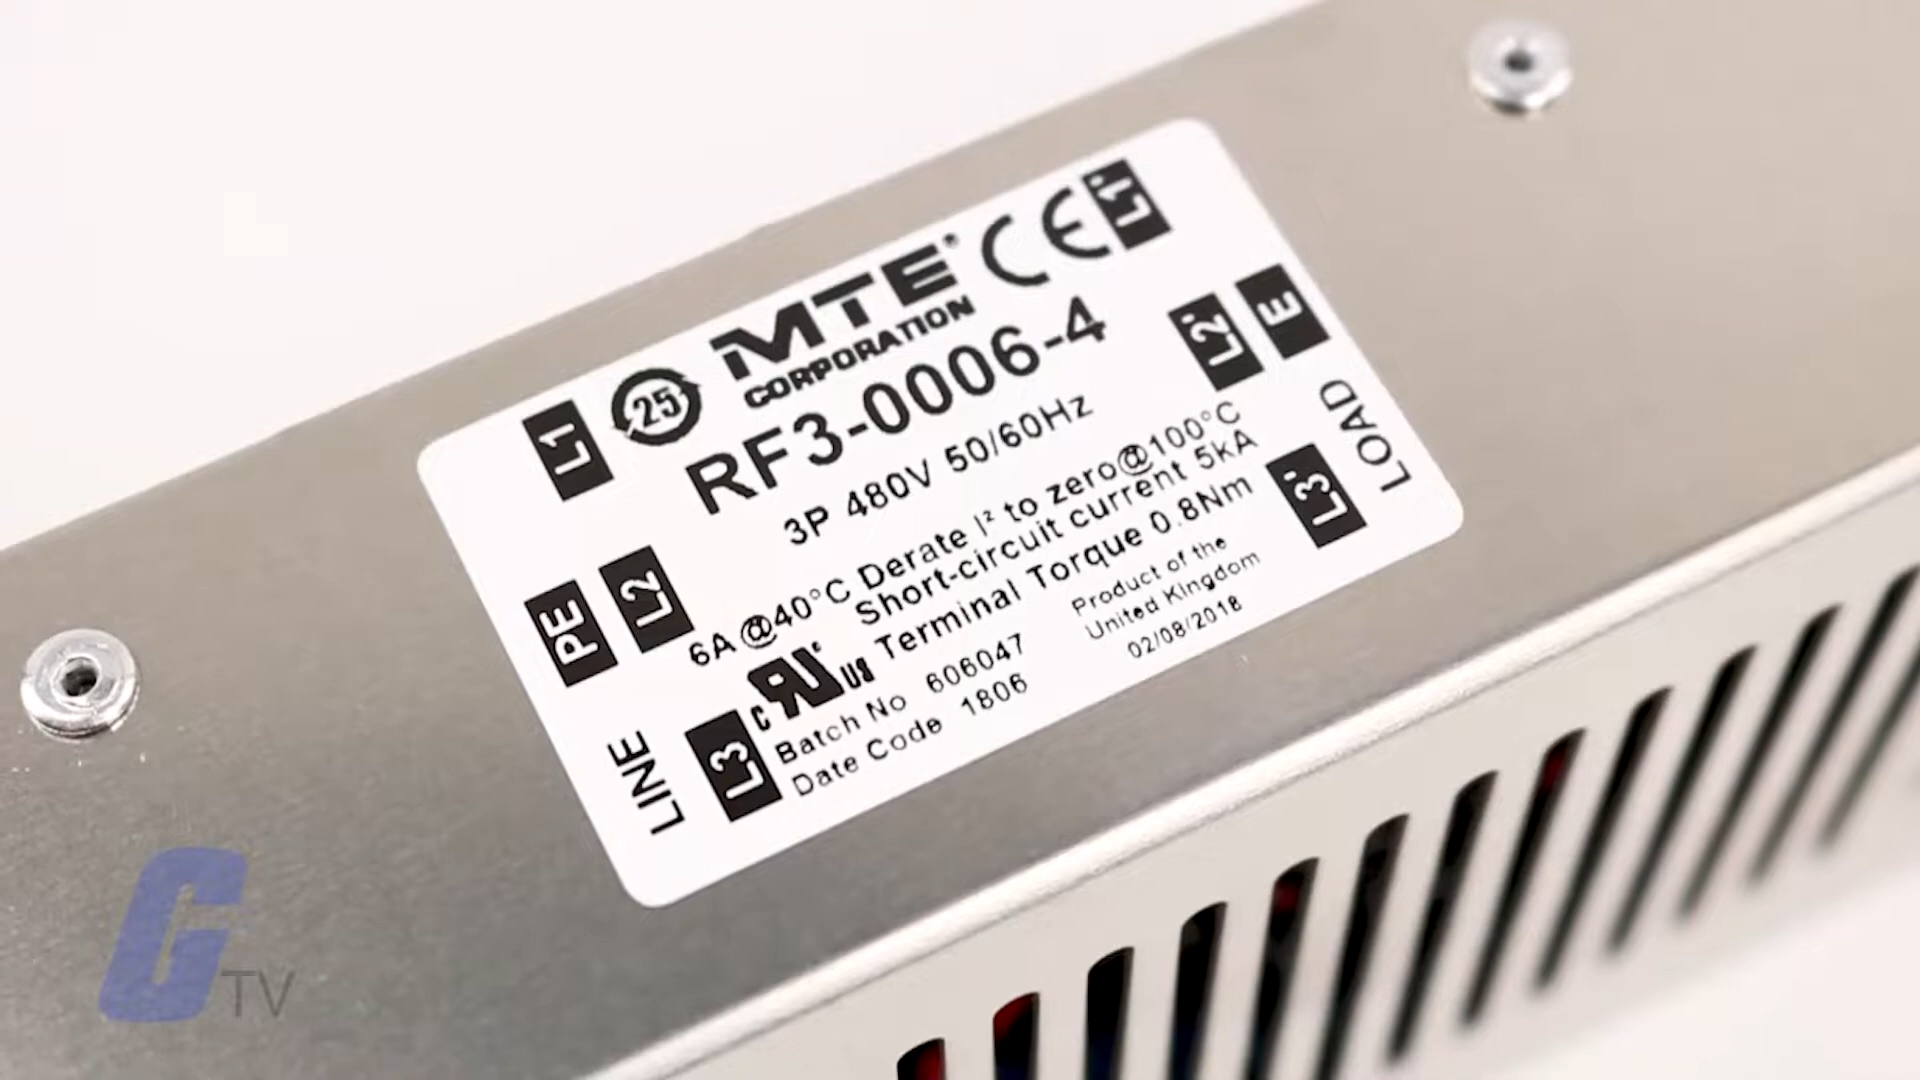 L1
25
MTE®
CORPORATION
CE
L1'
RF3-0006-4
L2'
E
3P 480V 50/60Hz
PE
L2
6A @40°C Derate I² to zero@100°C
Short-circuit current 5kA
LOAD
L3'
c RU us
Terminal Torque 0.8Nm
LINE
L3
Batch No 606047
Date Code 1806
Product of the
United Kingdom
02/08/2018
G TV